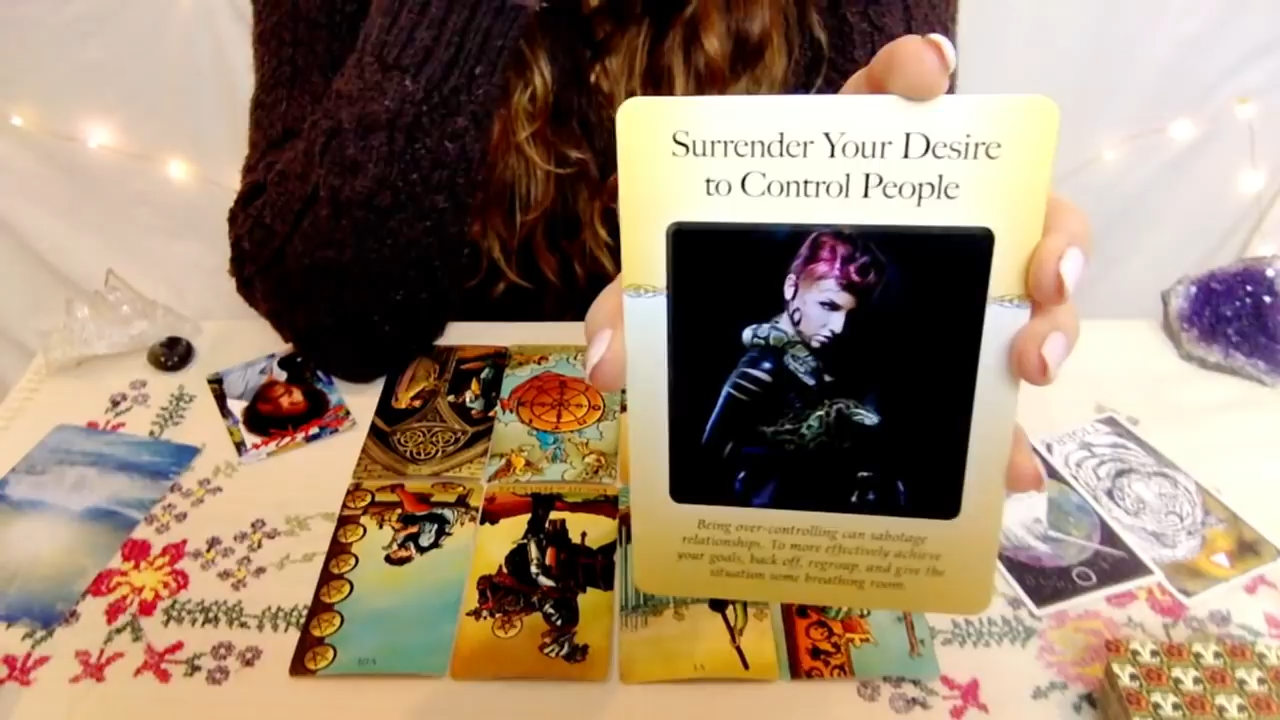 Surrender Your Desire
to Control People
Being over-controlling can sabotage
relationships. To more effectively achieve
your goals, back off, regroup, and give the
situation some breathing room.
TIGER